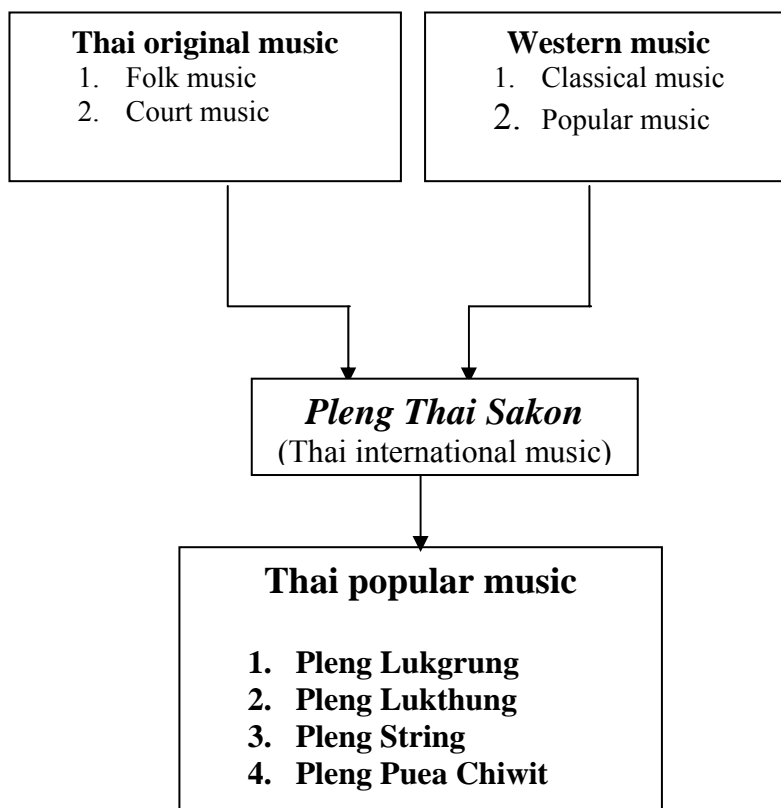 Thai original music
1. Folk music
2. Court music
Western music
1. Classical music
2. Popular music
Pleng Thai Sakon
(Thai international music)
Thai popular music
1. Pleng Lukgrung
2. Pleng Lukthung
3. Pleng String
4. Pleng Puea Chiwit